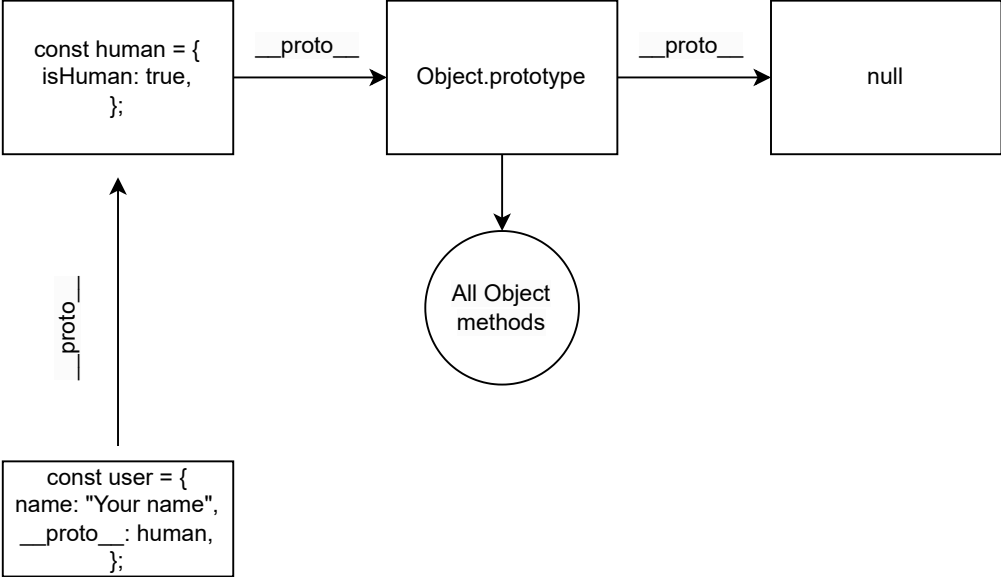 const human = {
isHuman: true,
};
__proto__
Object.prototype
__proto__
null
All Object
methods
__proto__
const user = {
name: "Your name",
__proto__: human,
};